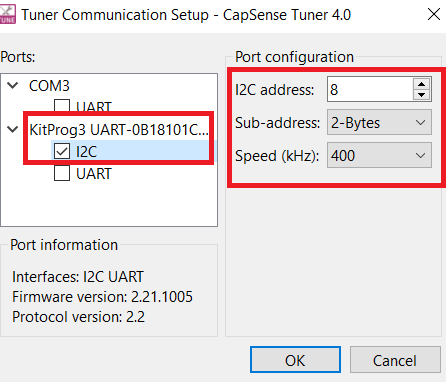 TUNE
Tuner Communication Setup - CapSense Tuner 4.0
Ports:
COM3
UART
KitProg3 UART-0B18101C...
I2C
UART
Port configuration
I2C address: 8
Sub-address: 2-Bytes
Speed (kHz): 400
Port information
Interfaces: I2C UART
Firmware version: 2.21.1005
Protocol version: 2.2
OK
Cancel